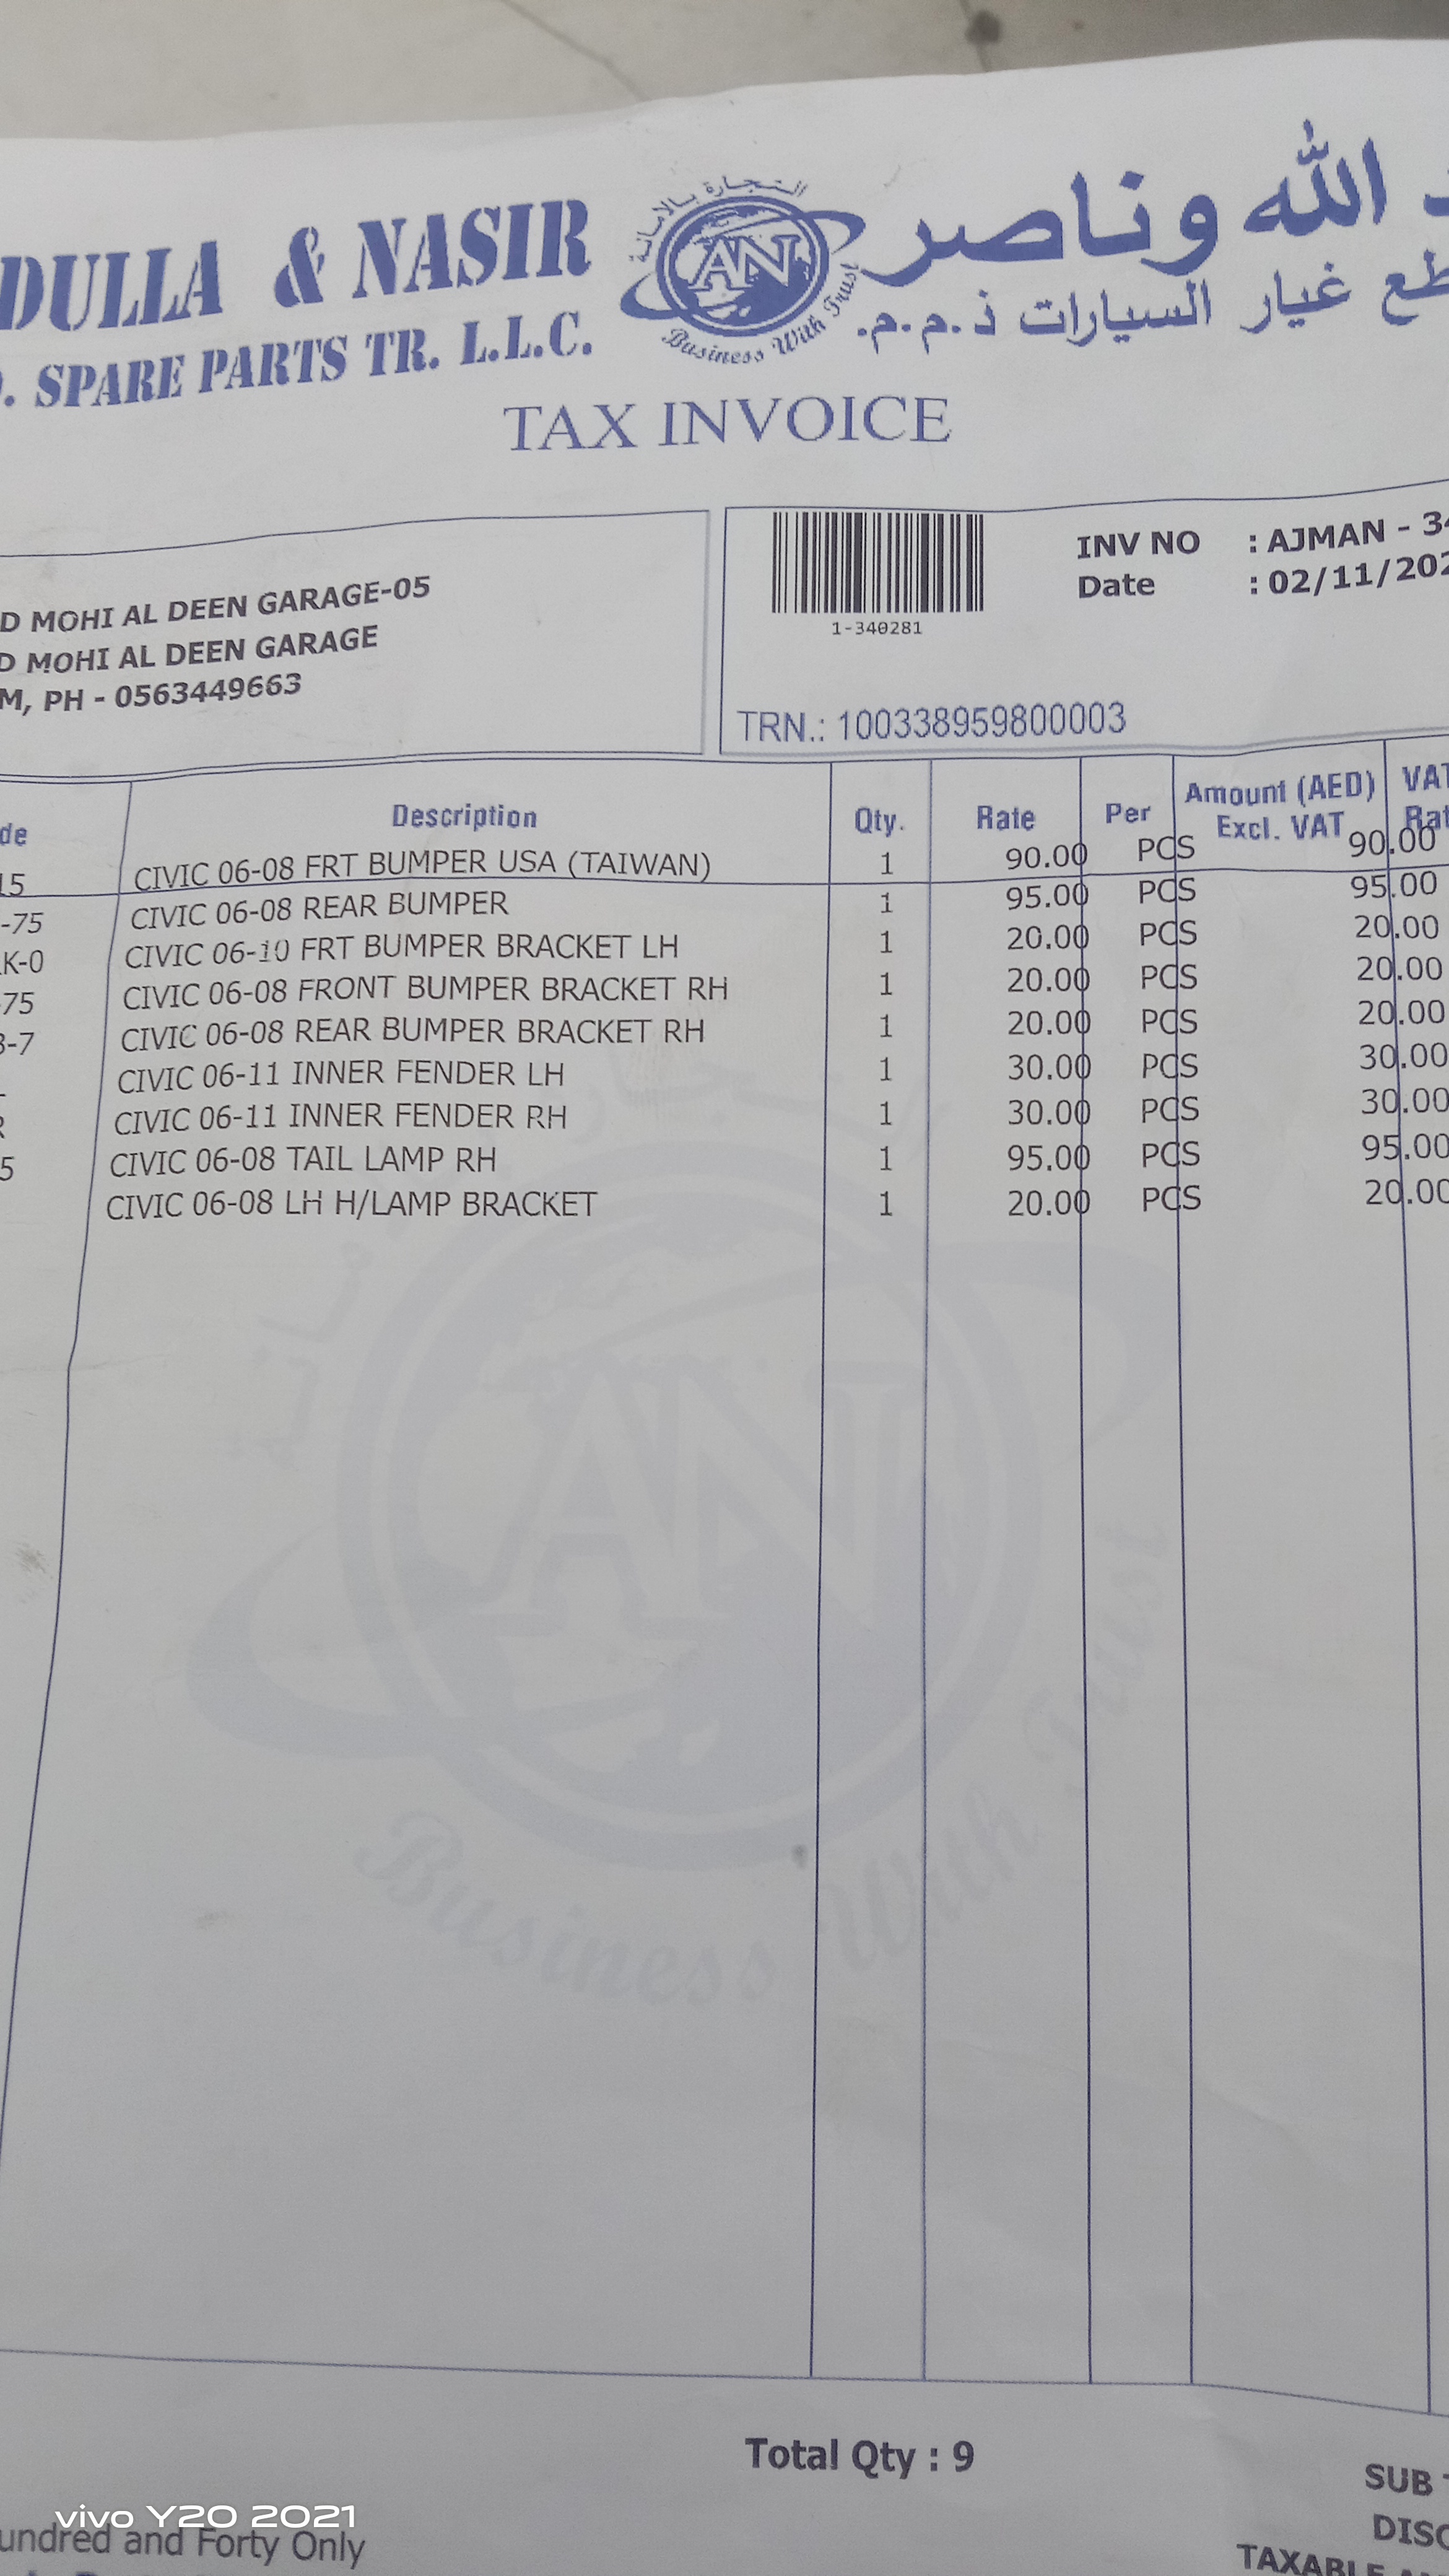 DULLA & NASIR
. SPARE PARTS TR. L.L.C.
الله وناصر
غيار السيارات ذ.م.م.
التجارة بالامانة
AN
Business With Trust
TAX INVOICE
D MOHI AL DEEN GARAGE-05
D MOHI AL DEEN GARAGE
M, PH - 0563449663
1-340281
INV NO : AJMAN - 34
Date : 02/11/202
TRN.: 100338959800003
de Description Qty. Rate Per Amount (AED) Excl. VAT VAT Rat
15 CIVIC 06-08 FRT BUMPER USA (TAIWAN) 1 90.00 PCS 90.00
-75 CIVIC 06-08 REAR BUMPER 1 95.00 PCS 95.00
K-0 CIVIC 06-10 FRT BUMPER BRACKET LH 1 20.00 PCS 20.00
-75 CIVIC 06-08 FRONT BUMPER BRACKET RH 1 20.00 PCS 20.00
3-7 CIVIC 06-08 REAR BUMPER BRACKET RH 1 20.00 PCS 20.00
CIVIC 06-11 INNER FENDER LH 1 30.00 PCS 30.00
R CIVIC 06-11 INNER FENDER RH 1 30.00 PCS 30.00
5 CIVIC 06-08 TAIL LAMP RH 1 95.00 PCS 95.00
CIVIC 06-08 LH H/LAMP BRACKET 1 20.00 PCS 20.00
AN
Business With Trust
Total Qty : 9
SUB
DISC
TAXABLE
undred and Forty Only
vivo Y20 2021